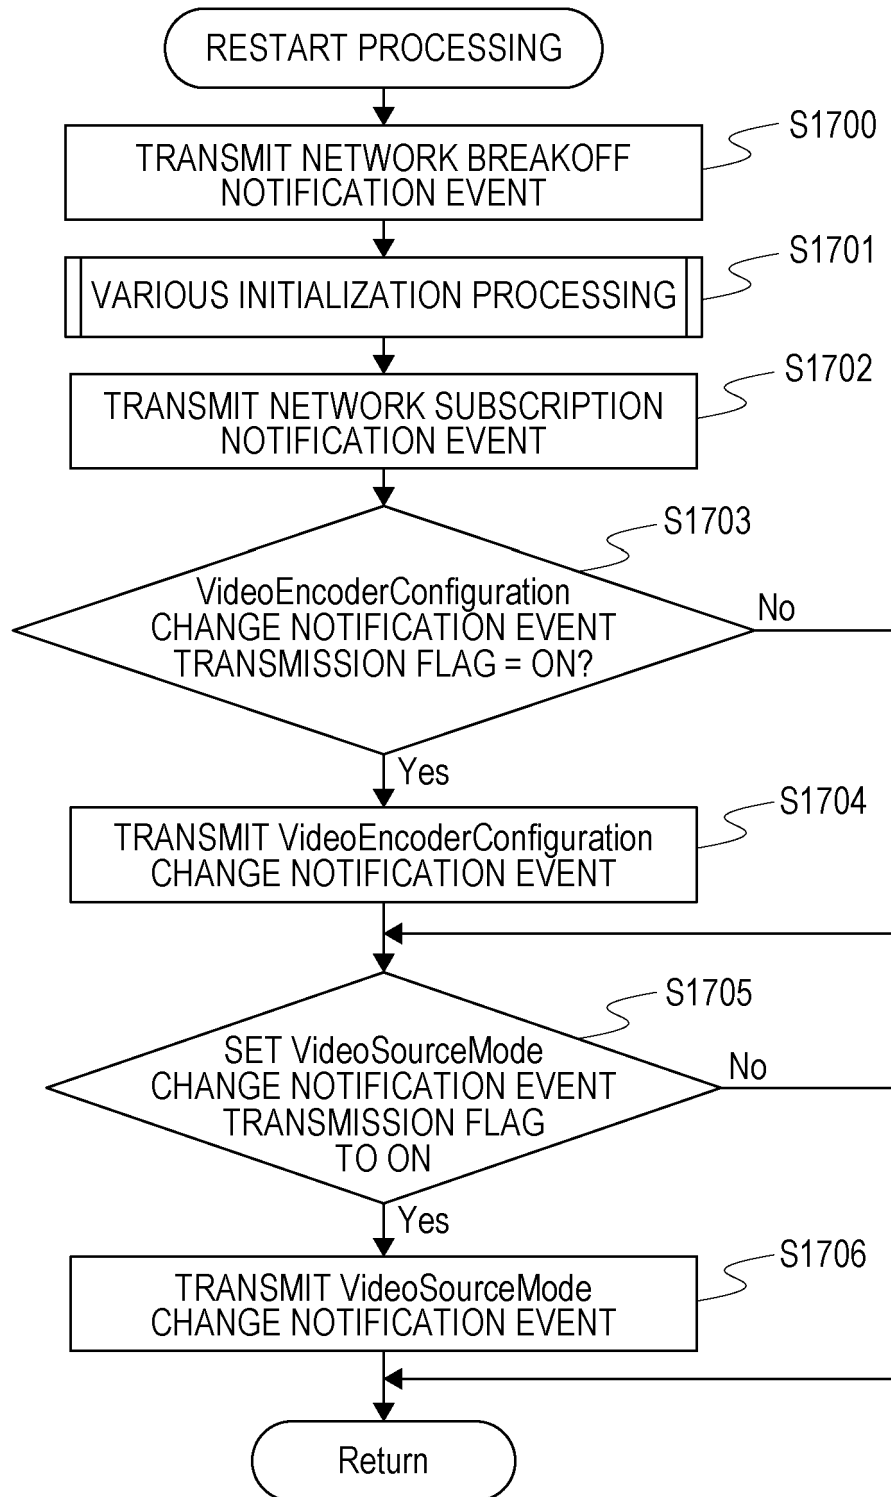 RESTART PROCESSING
S1700
TRANSMIT NETWORK BREAKOFF
NOTIFICATION EVENT
S1701
VARIOUS INITIALIZATION PROCESSING
S1702
TRANSMIT NETWORK SUBSCRIPTION
NOTIFICATION EVENT
S1703
VideoEncoderConfiguration
CHANGE NOTIFICATION EVENT
TRANSMISSION FLAG = ON?
No
Yes
S1704
TRANSMIT VideoEncoderConfiguration
CHANGE NOTIFICATION EVENT
S1705
SET VideoSourceMode
CHANGE NOTIFICATION EVENT
TRANSMISSION FLAG
TO ON
No
Yes
S1706
TRANSMIT VideoSourceMode
CHANGE NOTIFICATION EVENT
Return